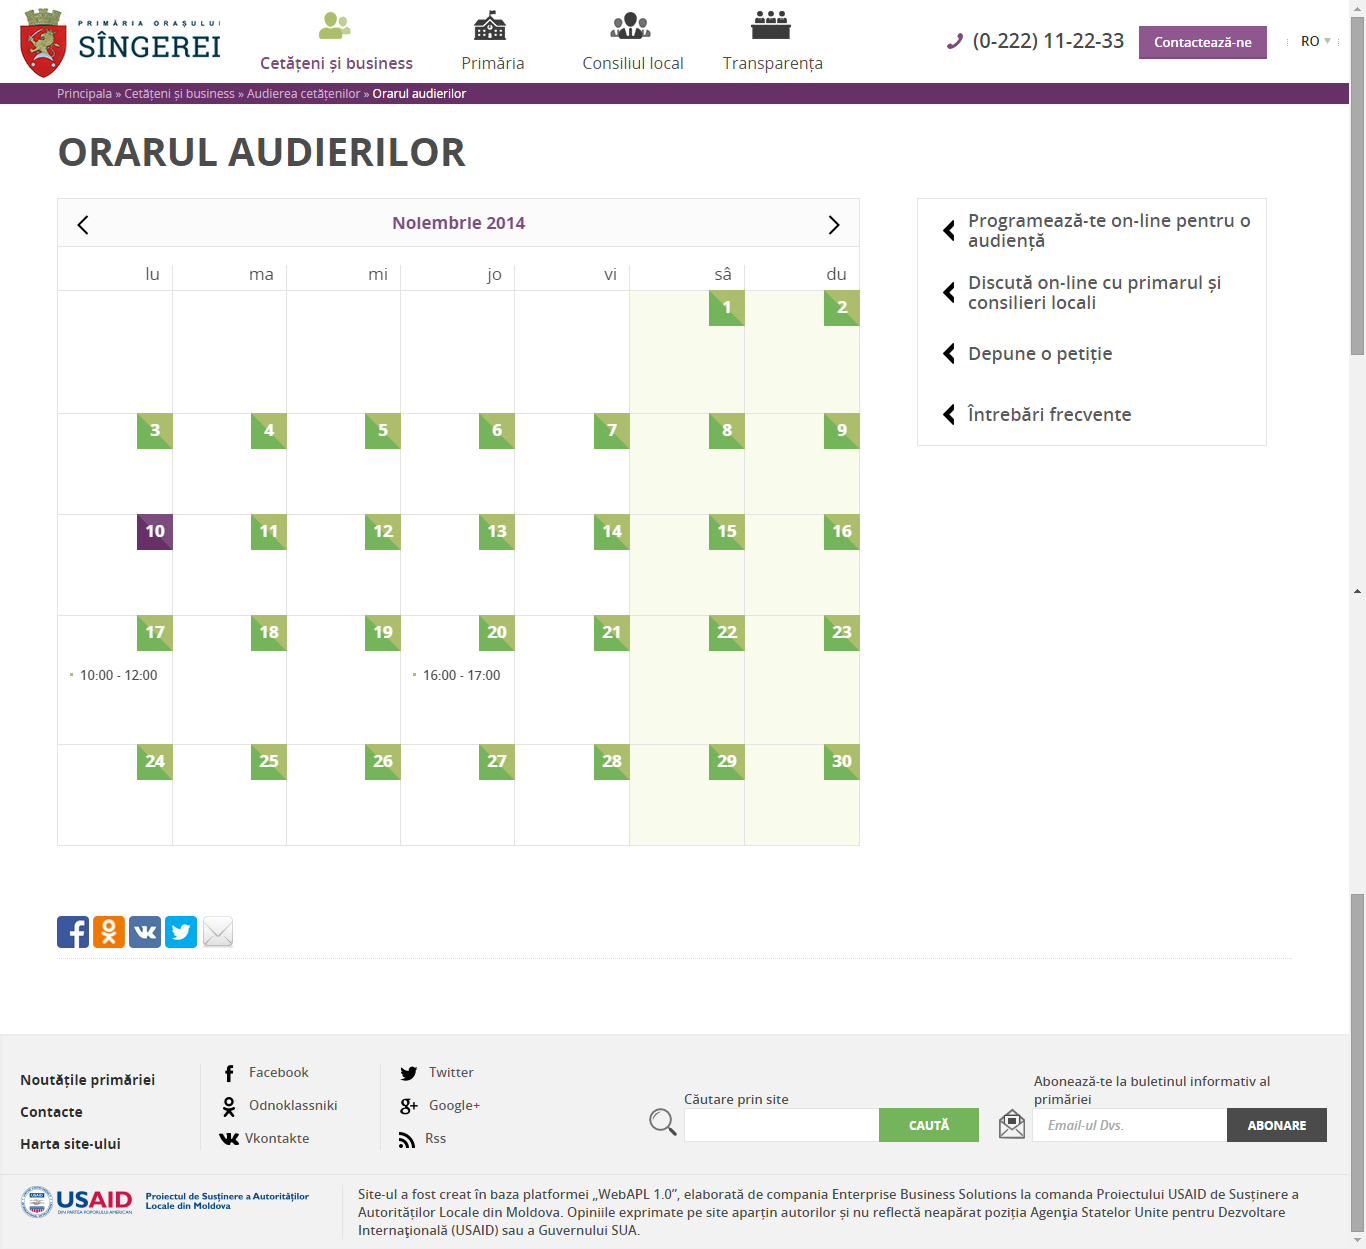 PRIMĂRIA ORAȘULUI
SÎNGEREI
Cetățeni și business
Primăria
Consiliul local
Transparența
(0-222) 11-22-33
Contactează-ne
RO
Principala » Cetățeni și business » Audierea cetățenilor » Orarul audierilor
ORARUL AUDIERILOR
Noiembrie 2014
lu ma mi jo vi sâ du
1 2
3 4 5 6 7 8 9
10 11 12 13 14 15 16
17 18 19 20 21 22 23
10:00 - 12:00 16:00 - 17:00
24 25 26 27 28 29 30
Programează-te on-line pentru o
audiență
Discută on-line cu primarul și
consilieri locali
Depune o petiție
Întrebări frecvente
Noutățile primăriei
Contacte
Harta site-ului
Facebook
Odnoklassniki
Vkontakte
Twitter
Google+
Rss
Căutare prin site
CAUTĂ
Abonează-te la buletinul informativ al
primăriei
Email-ul Dvs.
ABONARE
USAID
DIN PARTEA POPORULUI AMERICAN
Proiectul de Susținere a Autorităților
Locale din Moldova
Site-ul a fost creat în baza platformei „WebAPL 1.0”, elaborată de compania Enterprise Business Solutions la comanda Proiectului USAID de Susținere a
Autorităților Locale din Moldova. Opiniile exprimate pe site aparțin autorilor și nu reflectă neapărat poziția Agenția Statelor Unite pentru Dezvoltare
Internaţională (USAID) sau a Guvernului SUA.